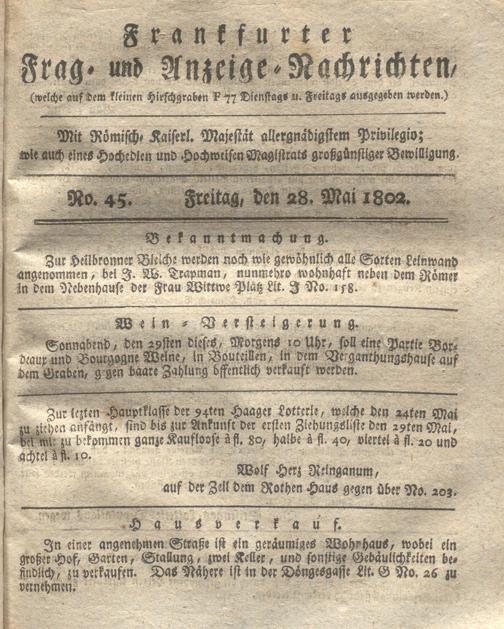 Frankfurter
Frag- und Anzeige-Nachrichten,
(welche auf dem kleinen Hirschgraben F 77 Dienstags u. Freitags ausgegeben werden.)
Mit Römisch-Kaiserl. Majestät allergnädigstem Privilegio;
wie auch eines Hochedlen und Hochweisen Magistrats großgünstiger Bewilligung.
No. 45. Freitag, den 28. Mai 1802.
Bekanntmachung.
Zur Heilbronner Bleiche werden noch wie gewöhnlich alle Sorten Leinwand
angenommen, bei J. W. Trapman, nunmehro wohnhaft neben dem Römer
in dem Nebenhause der Frau Wittwe Plätz Lit. J No. 158.
Wein-Versteigerung.
Sonnabend, den 29sten dieses, Morgens 10 Uhr, soll eine Partie Bor-
deaux und Bourgogne Weine, in Bouteillen, in dem Verganthungshause auf
dem Graben, gegen baare Zahlung öffentlich verkauft werden.
Zur lezten Hauptklasse der 94ten Haager Lotterie, welche den 24ten Mai
zu ziehen anfängt, sind bis zur Ankunft der ersten Ziehungsliste den 29ten Mai,
bei mir zu bekommen ganze Kaufloose à fl. 80, halbe à fl. 40, viertel à fl. 20 und
achtel à fl. 10.
Wolf Herz Reinganum,
auf der Zeil dem Rothen Haus gegen über No. 203.
Hausverkauf.
In einer angenehmen Straße ist ein geräumiges Wohnhaus, wobei ein
großer Hof, Garten, Stallung, zwei Keller, und sonstige Gebäulichkeiten be-
findlich, zu verkaufen. Das Nähere ist in der Döngesgasse Lit. G No. 26 zu
vernehmen.